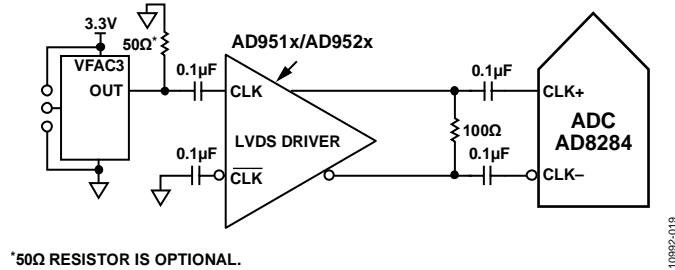 3.3V
50Ω*
VFAC3
OUT
0.1µF
AD951x/AD952x
CLK
LVDS DRIVER
0.1µF
CLK
0.1µF
100Ω
0.1µF
CLK+
ADC
AD8284
CLK–
*50Ω RESISTOR IS OPTIONAL.
10992-019